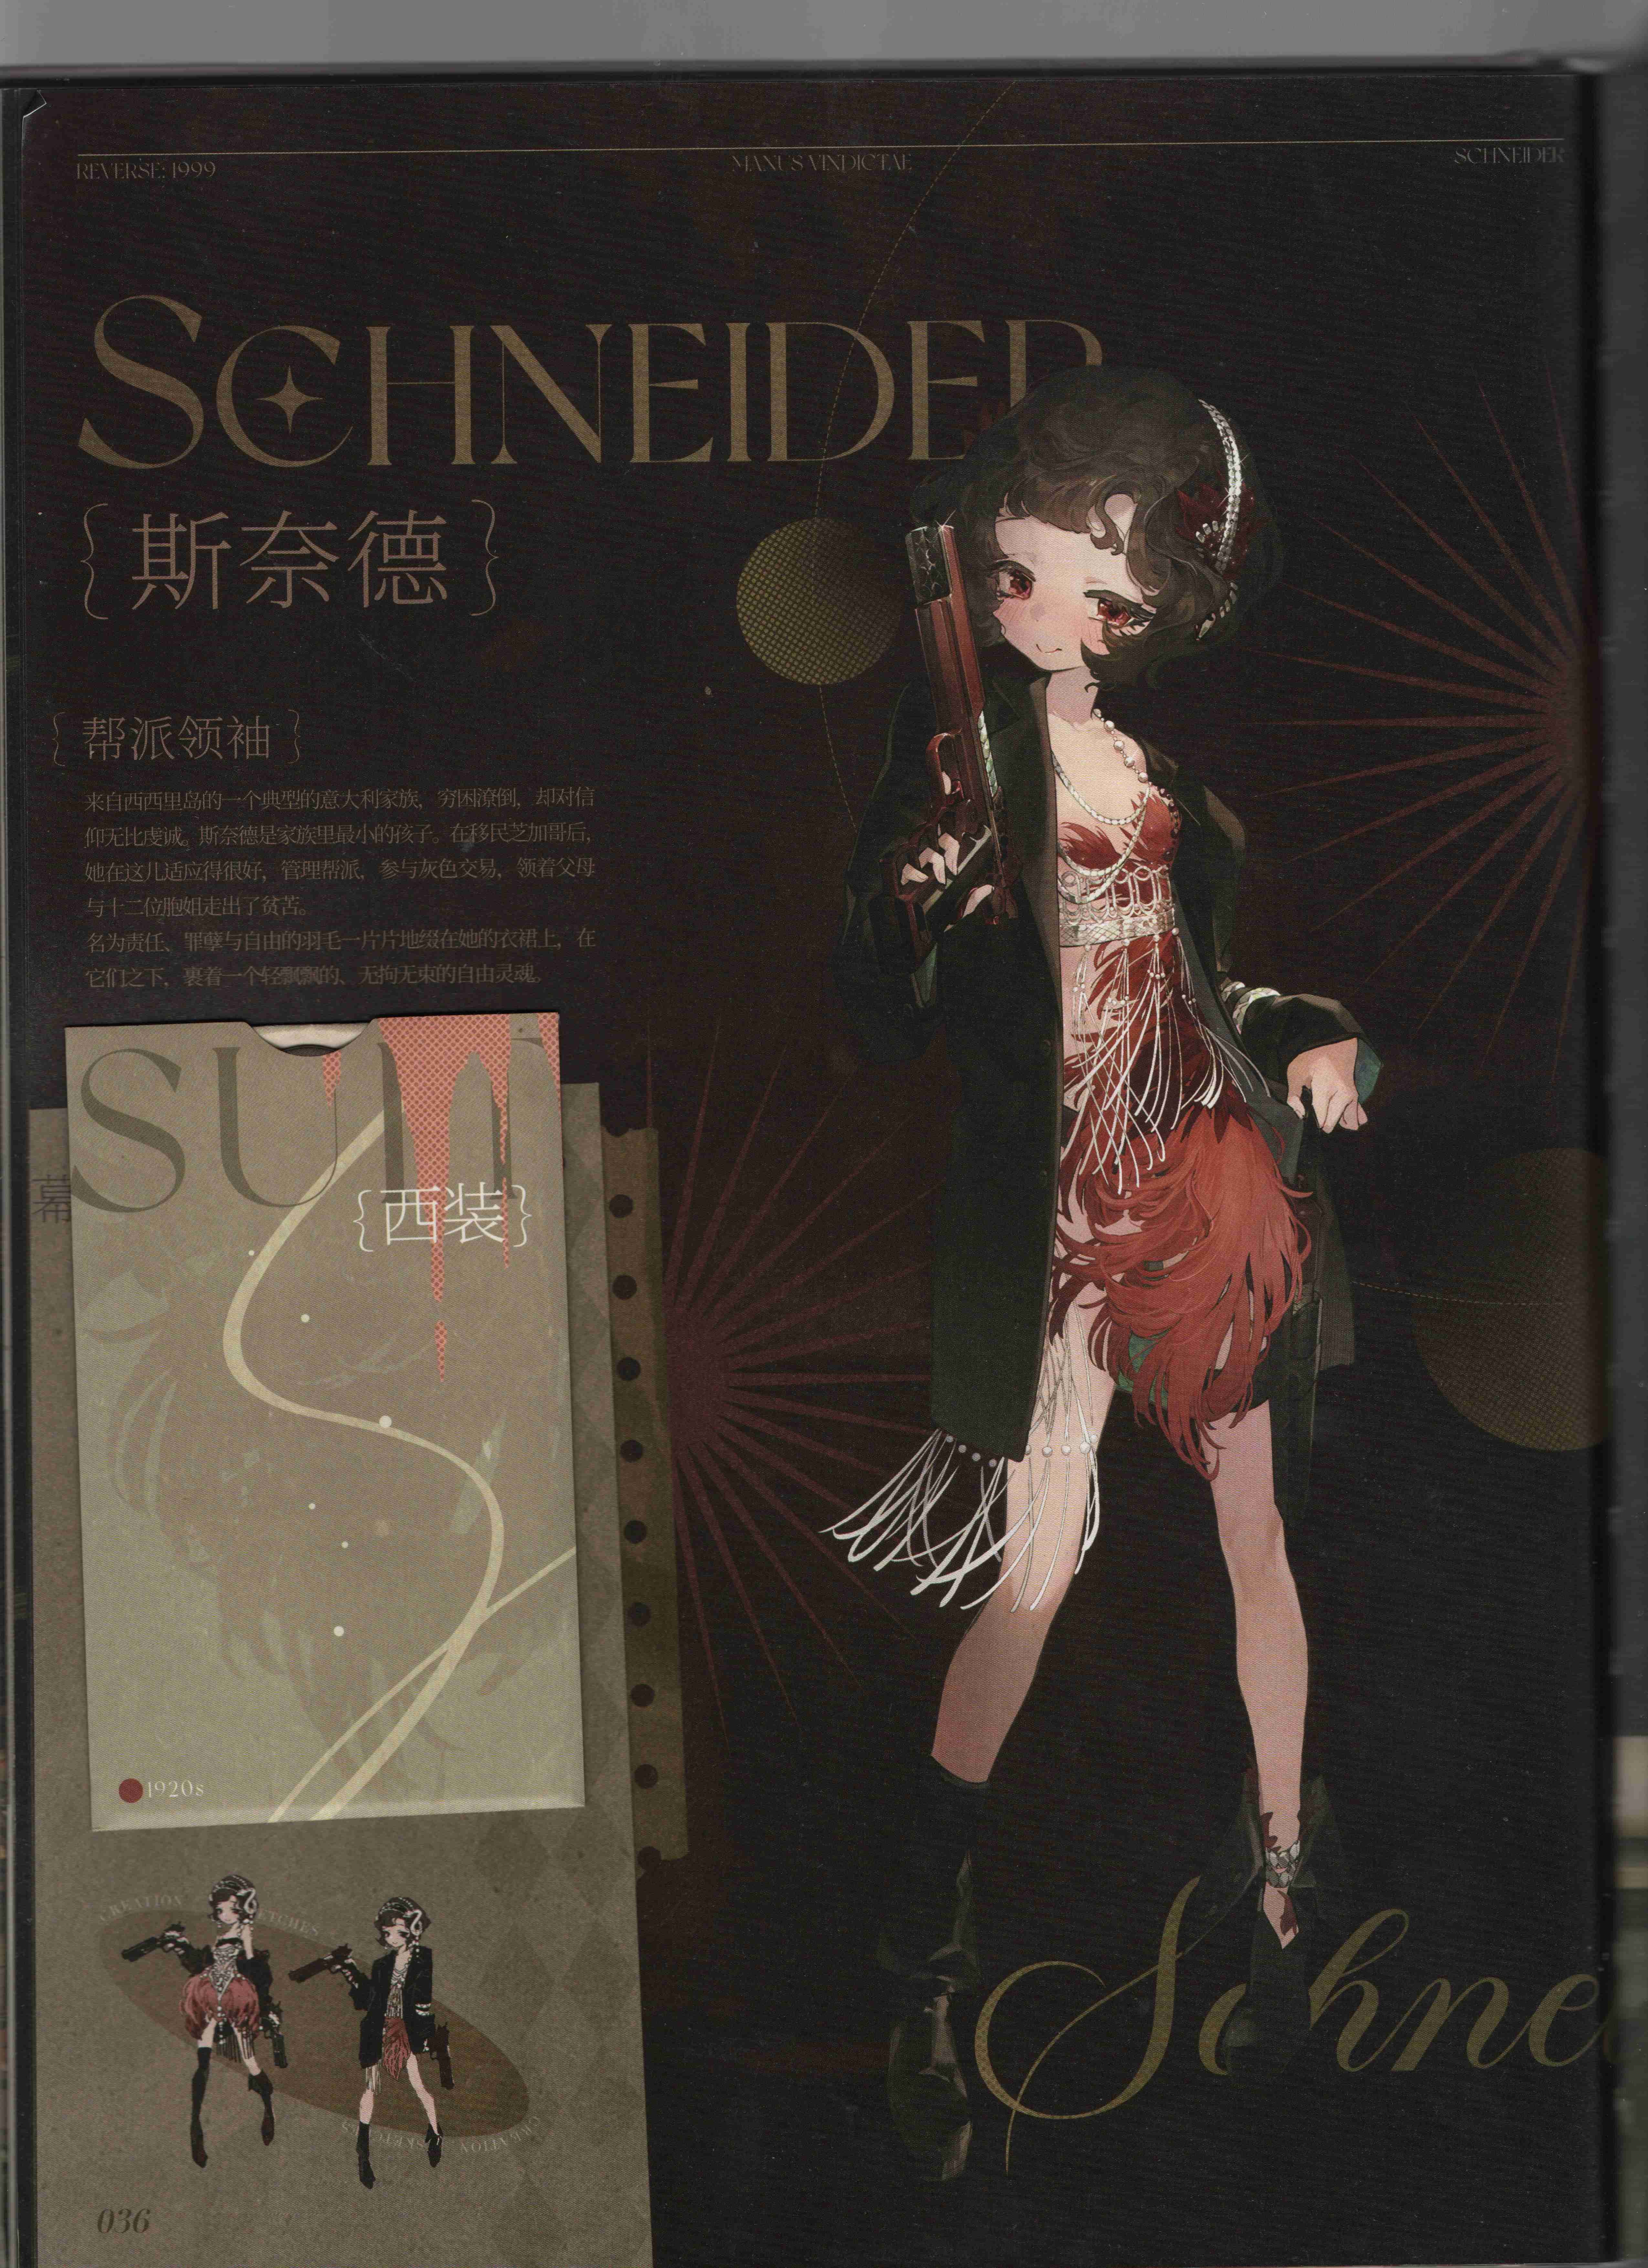 REVERSE: 1999
MANUS VINDICTAE
SCHNEIDER
SCHNEIDER
{斯奈德}
{帮派领袖}
来自西西里岛的一个典型的意大利家族，穷困潦倒，却对信
仰无比虔诚。斯奈德是家族里最小的孩子。在移民芝加哥后，
她在这儿适应得很好，管理帮派，参与灰色交易，领着父母
与十二位胞姐走出了贫苦。
名为责任、罪孽与自由的羽毛一片片地缀在她的衣裙上，在
它们之下，裹着一个轻飘飘的、无拘无束的自由灵魂。
SUIT
{西装}
幕
1920s
CREATION
CREATION SKETCHES
Schne
036